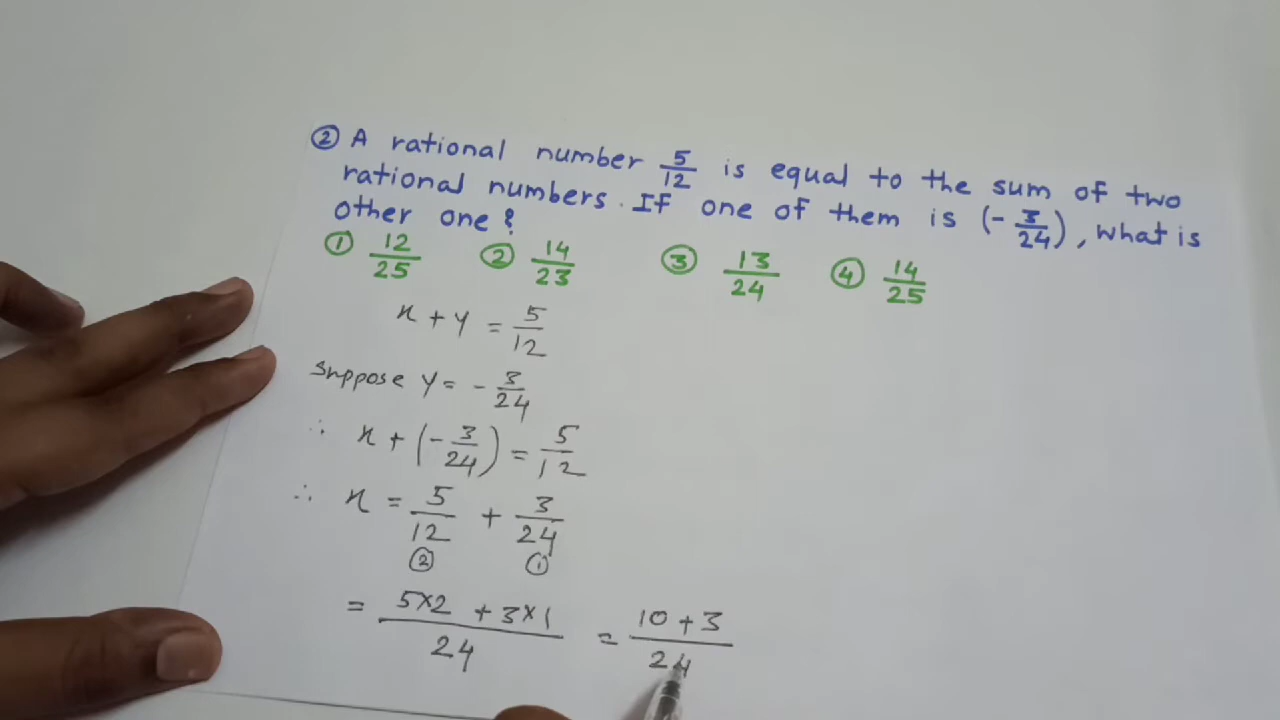 ② A rational number 5/12 is equal to the sum of two
rational numbers. If one of them is (-3/24), what is
other one?
① 12/25 ② 14/23 ③ 13/24 ④ 14/25
x + y = 5/12
Suppose y = -3/24
∴ x + (-3/24) = 5/12
∴ x = 5/12 + 3/24
② ①
= 5×2 + 3×1/24 = 10 + 3/24